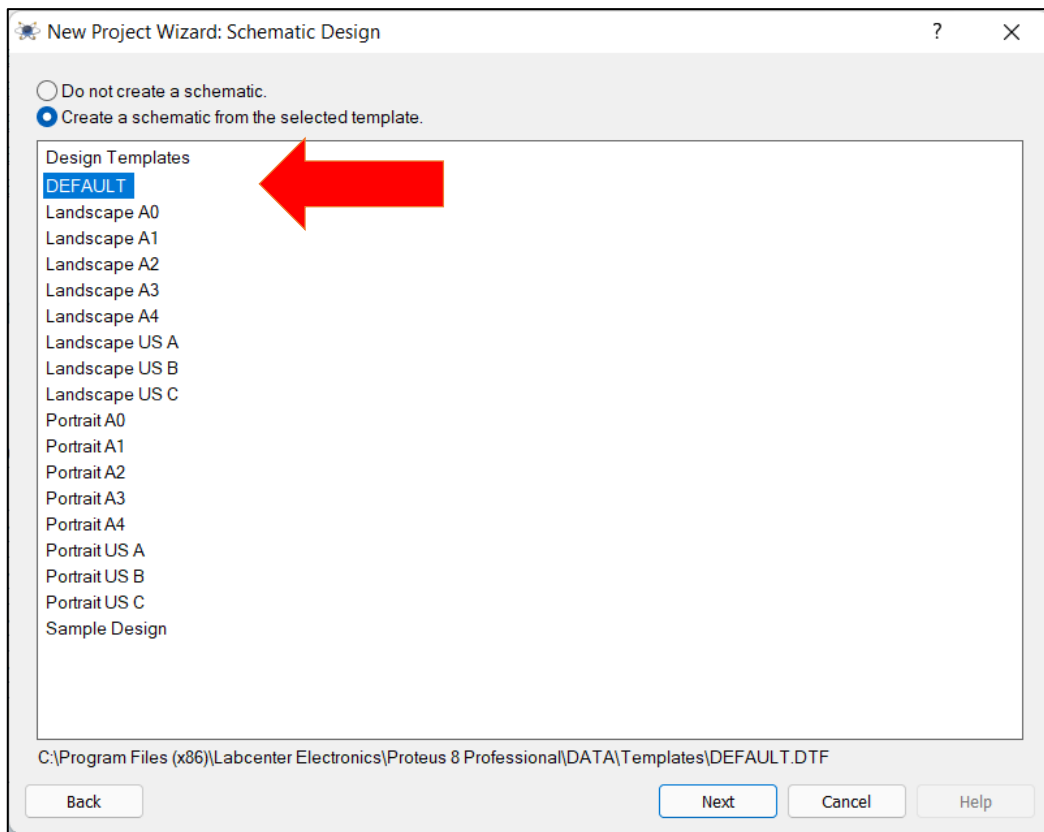 New Project Wizard: Schematic Design ?
Do not create a schematic.
Create a schematic from the selected template.
Design Templates
DEFAULT
Landscape A0
Landscape A1
Landscape A2
Landscape A3
Landscape A4
Landscape US A
Landscape US B
Landscape US C
Portrait A0
Portrait A1
Portrait A2
Portrait A3
Portrait A4
Portrait US A
Portrait US B
Portrait US C
Sample Design
C:\Program Files (x86)\Labcenter Electronics\Proteus 8 Professional\DATA\Templates\DEFAULT.DTF
Back Next Cancel Help